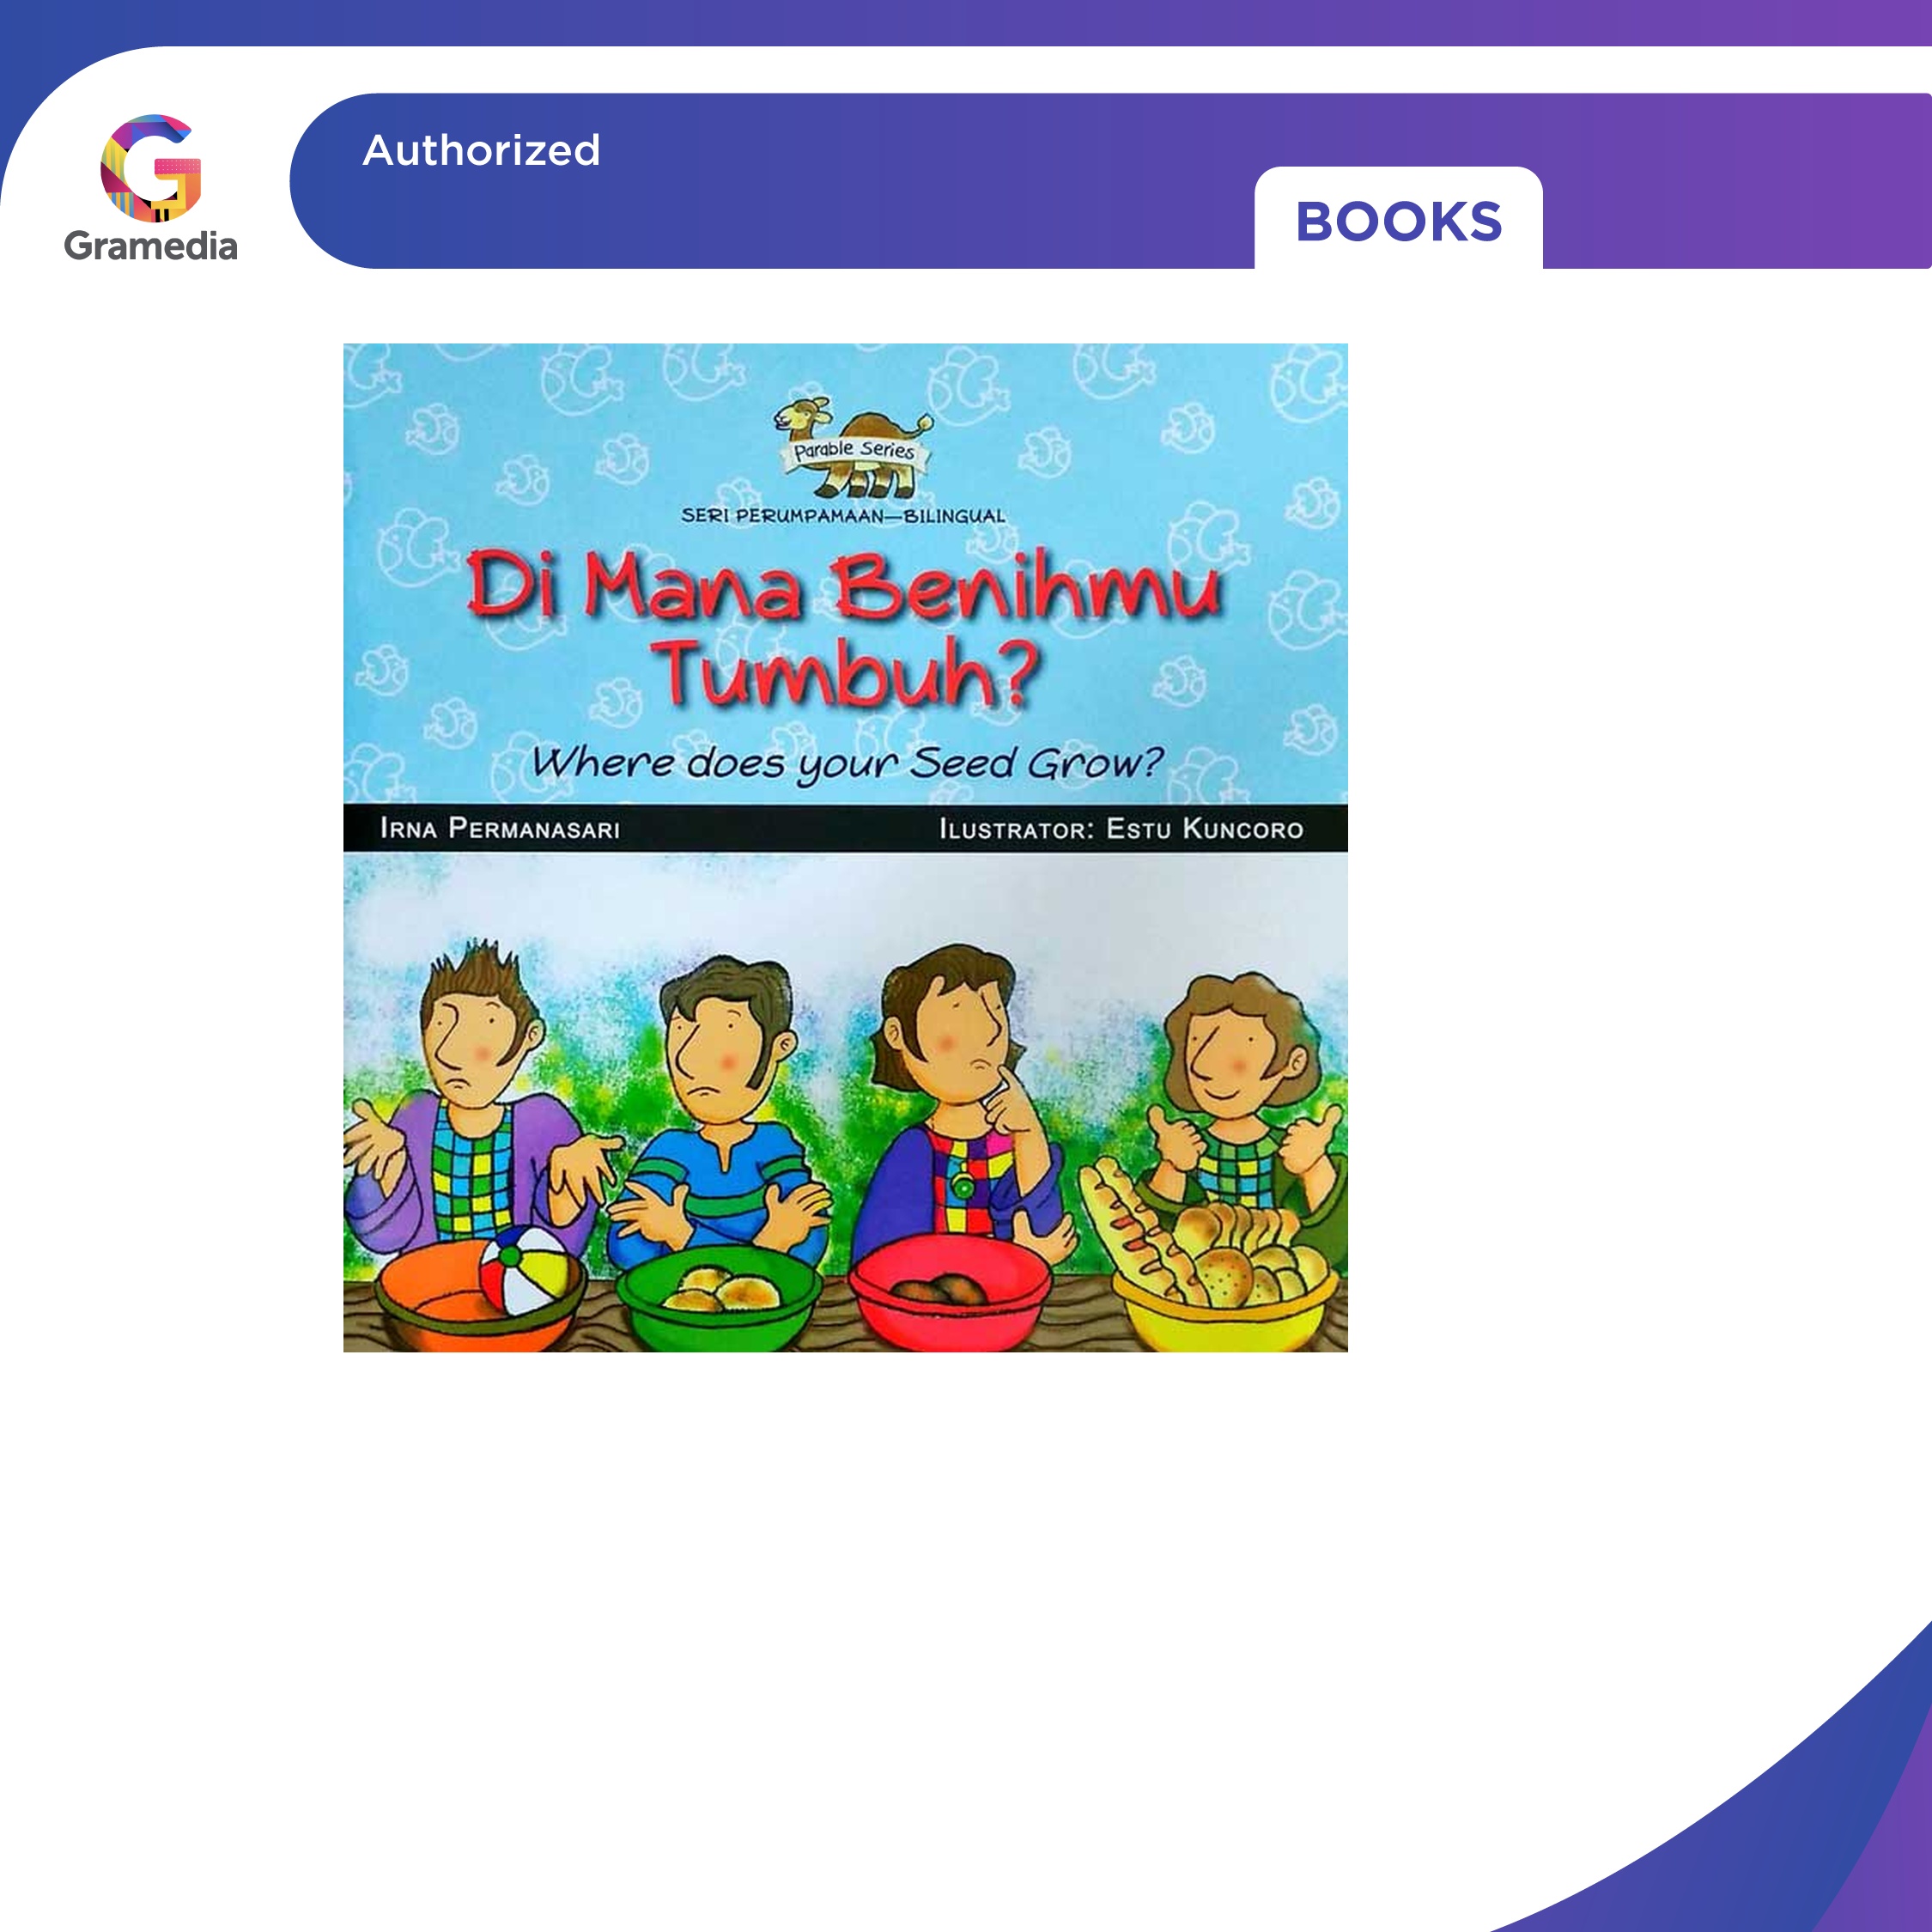 Gramedia
Authorized
BOOKS
Parable Series
SERI PERUMPAMAAN—BILINGUAL
Di Mana Benihmu
Tumbuh?
Where does your Seed Grow?
IRNA PERMANASARI
ILUSTRATOR: ESTU KUNCORO